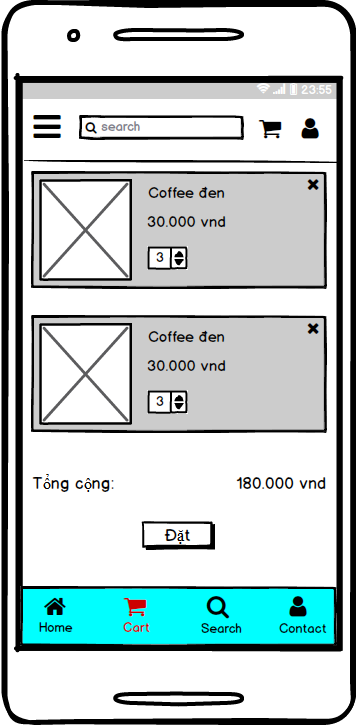 23:55
search
Coffee đen
30.000 vnd
3
Coffee đen
30.000 vnd
3
Tổng cộng: 180.000 vnd
Đặt
Home Cart Search Contact